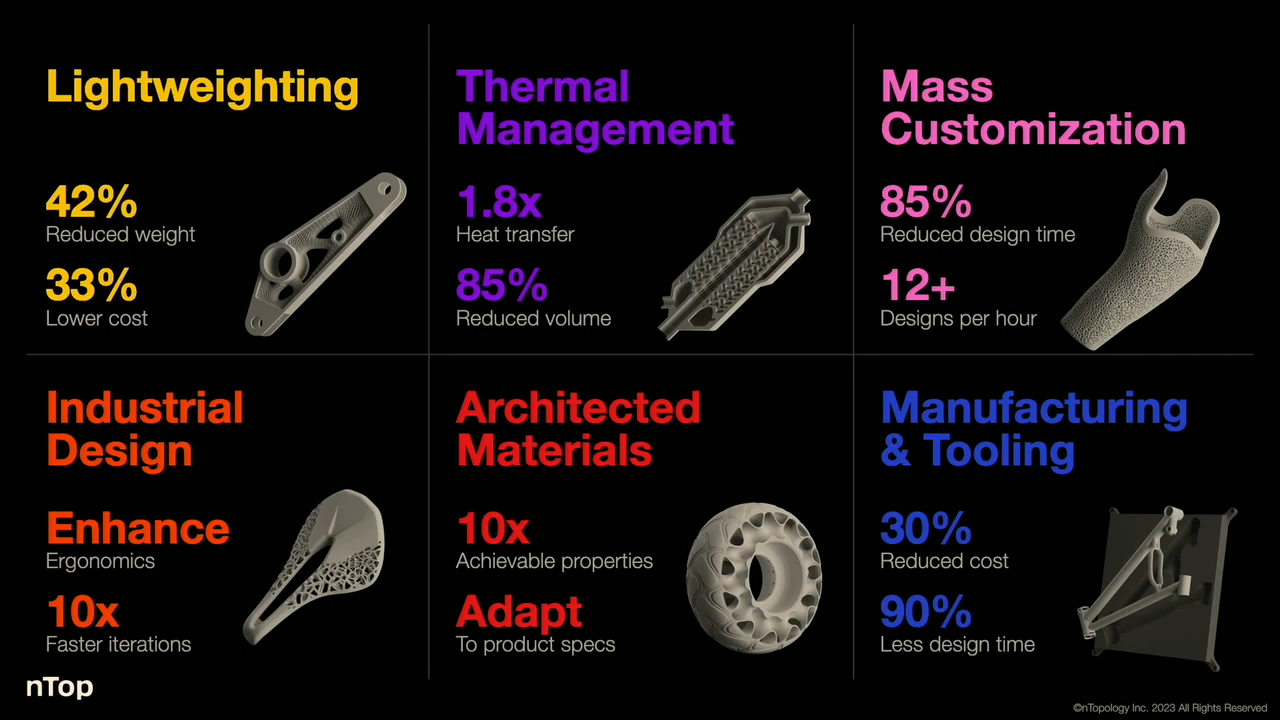 Lightweighting
42%
Reduced weight
33%
Lower cost
Thermal
Management
1.8x
Heat transfer
85%
Reduced volume
Mass
Customization
85%
Reduced design time
12+
Designs per hour
Industrial
Design
Enhance
Ergonomics
10x
Faster iterations
Architected
Materials
10x
Achievable properties
Adapt
To product specs
Manufacturing
& Tooling
30%
Reduced cost
90%
Less design time
nTop
©nTopology Inc. 2023 All Rights Reserved